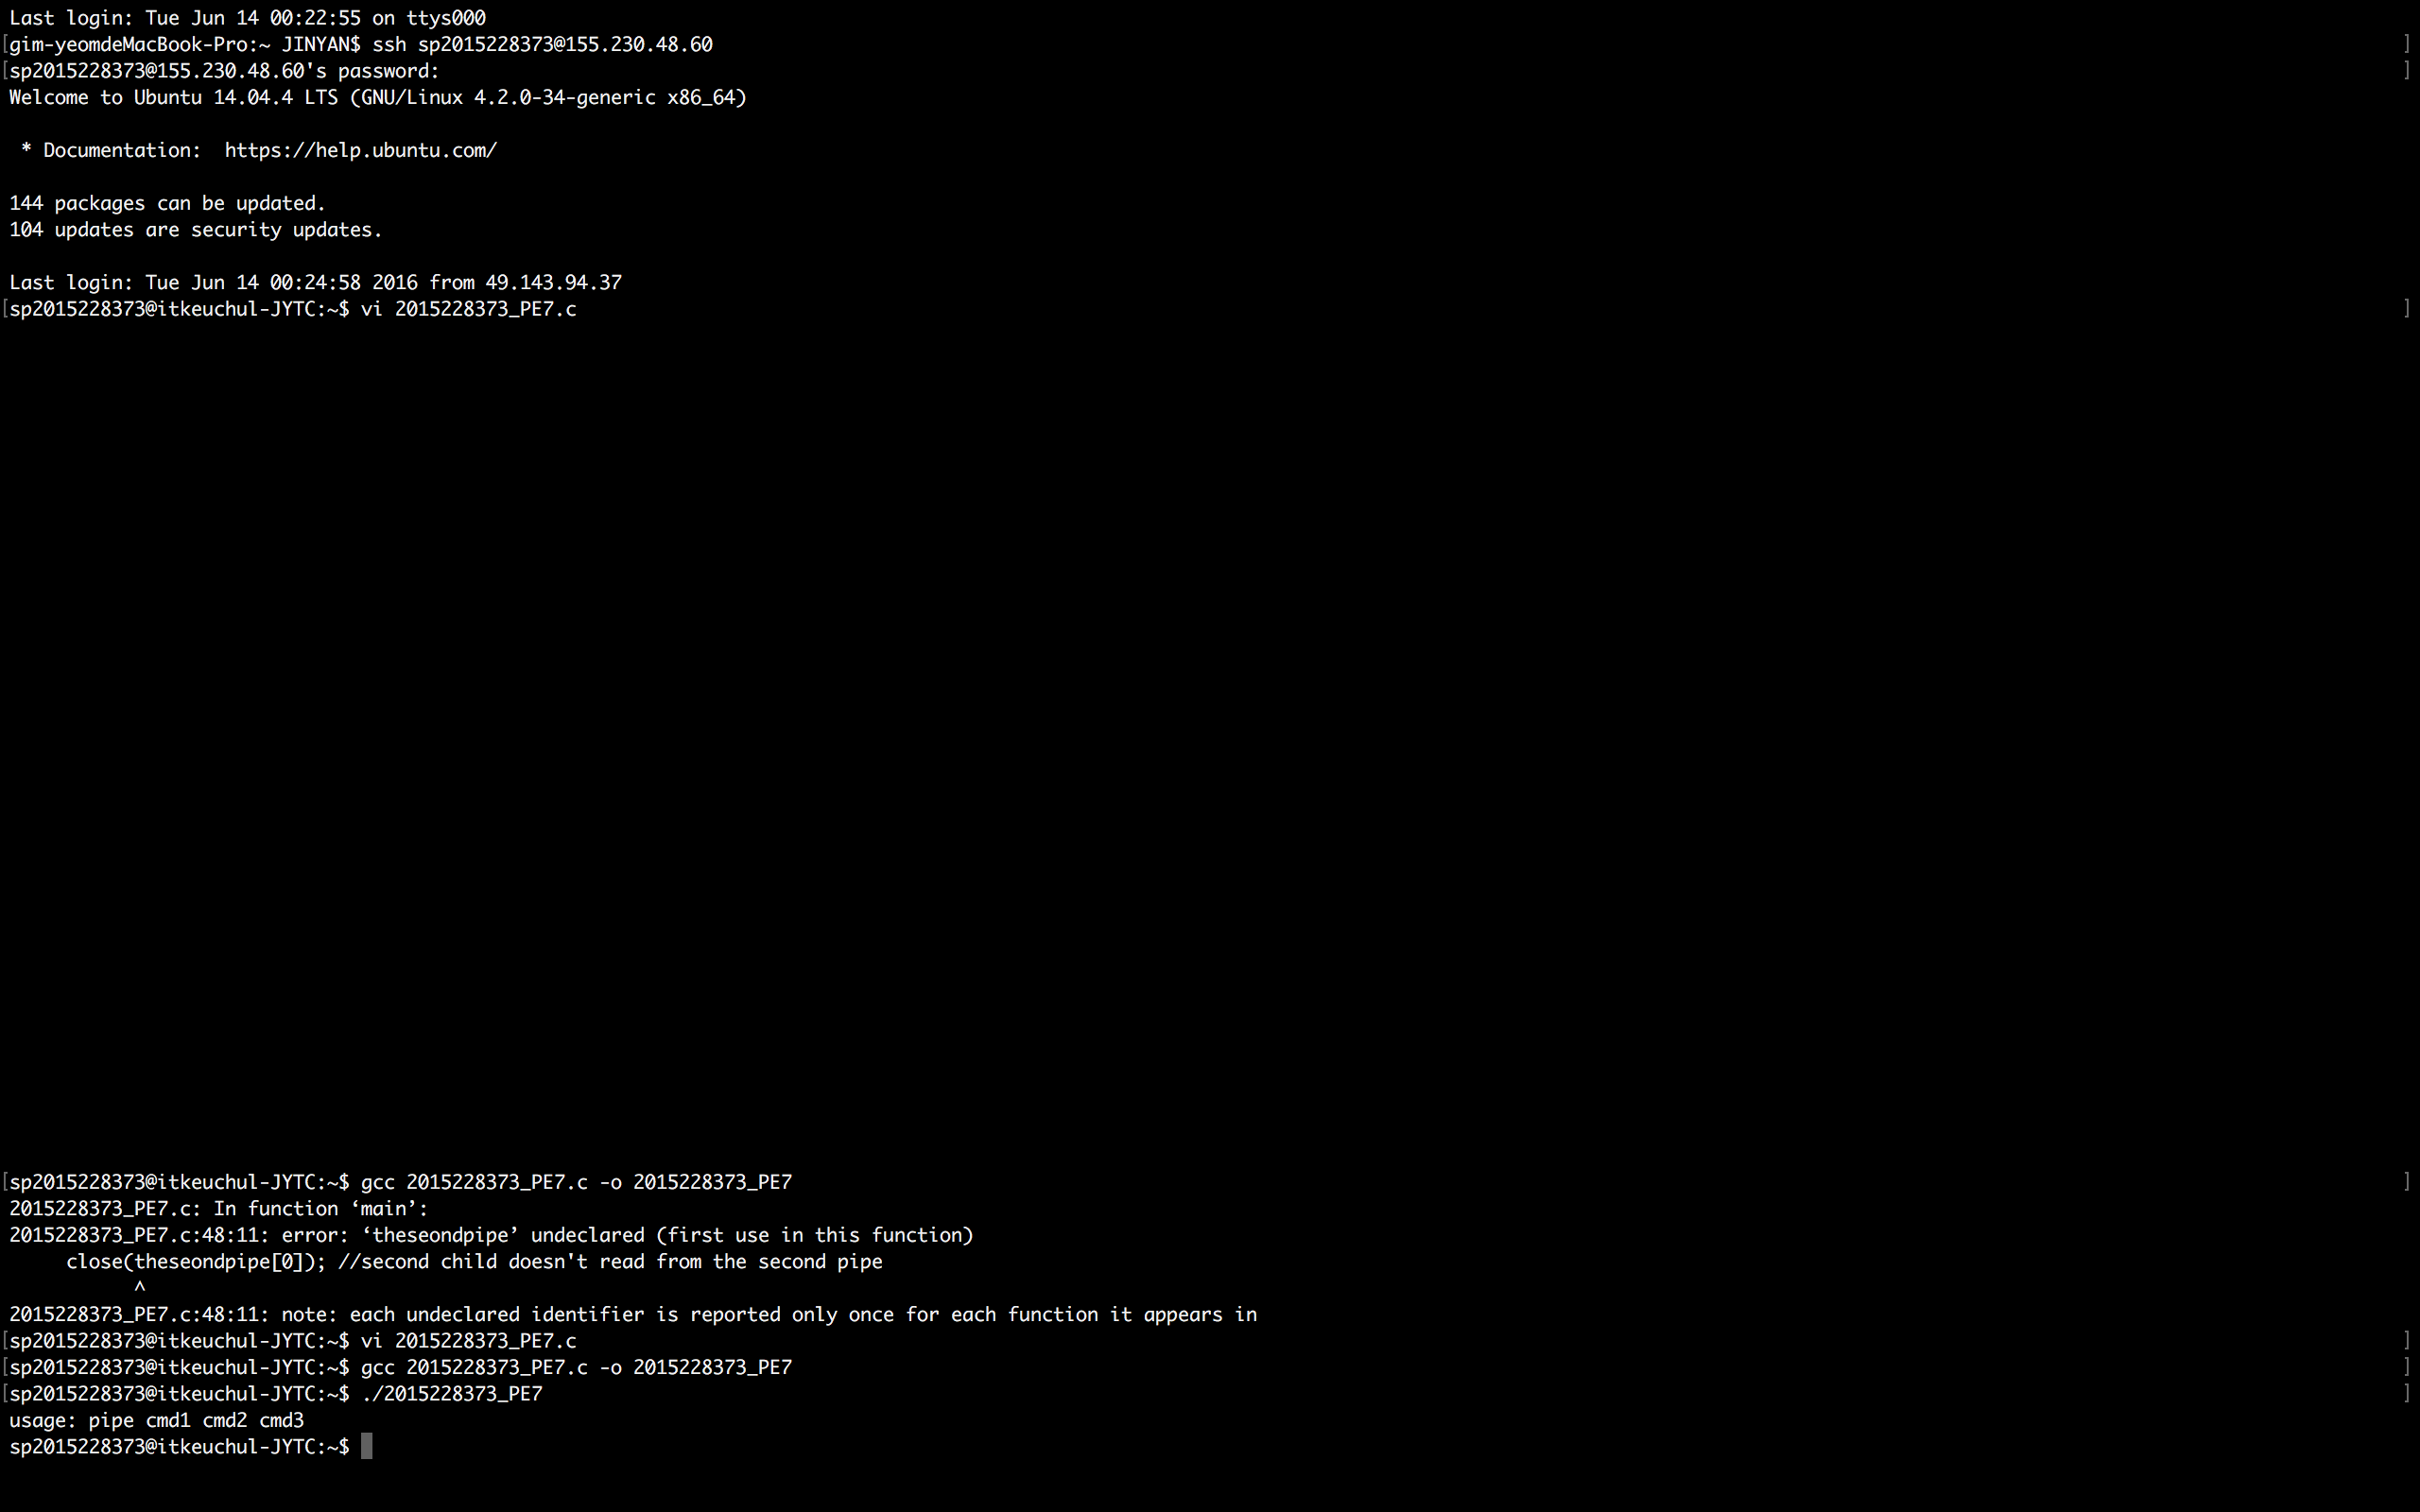 Last login: Tue Jun 14 00:22:55 on ttys000
[gim-yeomdeMacBook-Pro:~ JINYAN$ ssh sp2015228373@155.230.48.60 ]
[sp2015228373@155.230.48.60's password: ]
Welcome to Ubuntu 14.04.4 LTS (GNU/Linux 4.2.0-34-generic x86_64)
* Documentation:  https://help.ubuntu.com/
144 packages can be updated.
104 updates are security updates.
Last login: Tue Jun 14 00:24:58 2016 from 49.143.94.37
[sp2015228373@itkeuchul-JYTC:~$ vi 2015228373_PE7.c ]
[sp2015228373@itkeuchul-JYTC:~$ gcc 2015228373_PE7.c -o 2015228373_PE7 ]
2015228373_PE7.c: In function ‘main’:
2015228373_PE7.c:48:11: error: ‘theseondpipe’ undeclared (first use in this function)
close(theseondpipe[0]); //second child doesn't read from the second pipe
^
2015228373_PE7.c:48:11: note: each undeclared identifier is reported only once for each function it appears in
[sp2015228373@itkeuchul-JYTC:~$ vi 2015228373_PE7.c ]
[sp2015228373@itkeuchul-JYTC:~$ gcc 2015228373_PE7.c -o 2015228373_PE7 ]
[sp2015228373@itkeuchul-JYTC:~$ ./2015228373_PE7 ]
usage: pipe cmd1 cmd2 cmd3
sp2015228373@itkeuchul-JYTC:~$